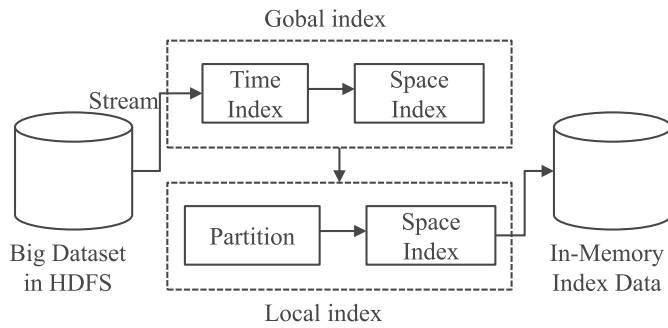 Gobal index
Time
Index
Space
Index
Stream
Big Dataset
in HDFS
Partition
Space
Index
In-Memory
Index Data
Local index